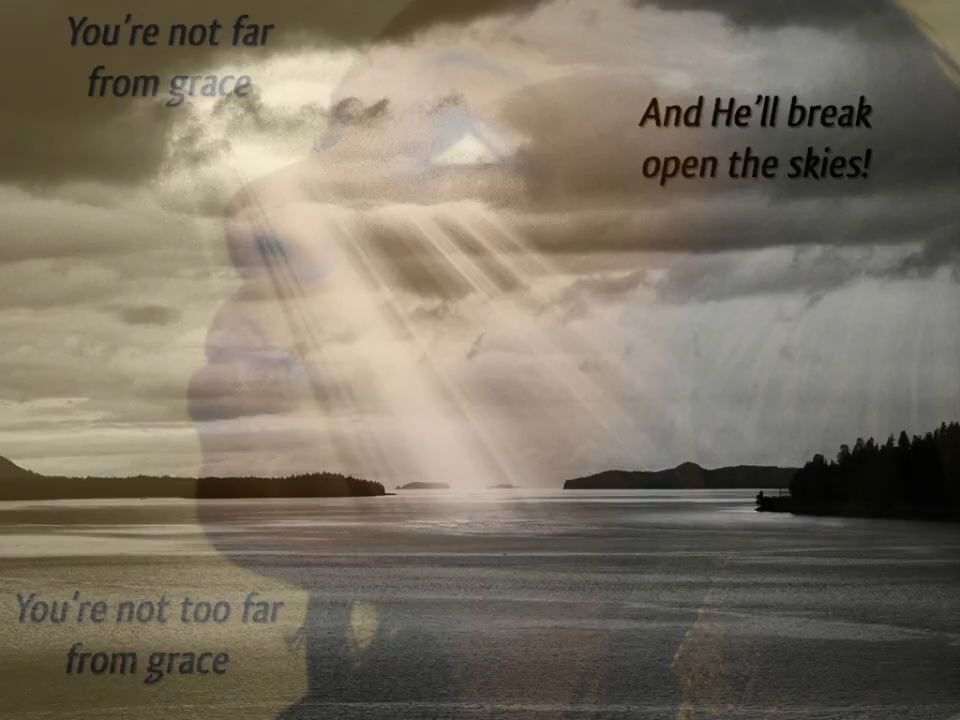 You're not far
from grace
And He'll break
open the skies!
You're not too far
from grace